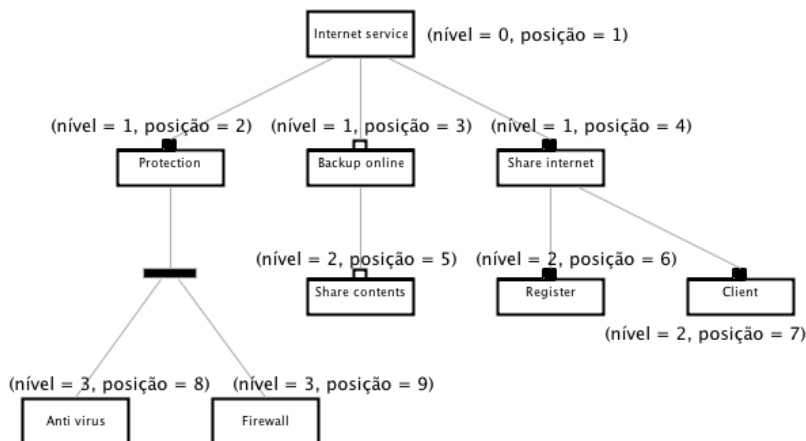 Internet service
(nível = 0, posição = 1)
(nível = 1, posição = 2)
(nível = 1, posição = 3)
(nível = 1, posição = 4)
Protection
Backup online
Share internet
(nível = 2, posição = 5)
(nível = 2, posição = 6)
Share contents
Register
Client
(nível = 2, posição = 7)
(nível = 3, posição = 8)
(nível = 3, posição = 9)
Anti virus
Firewall